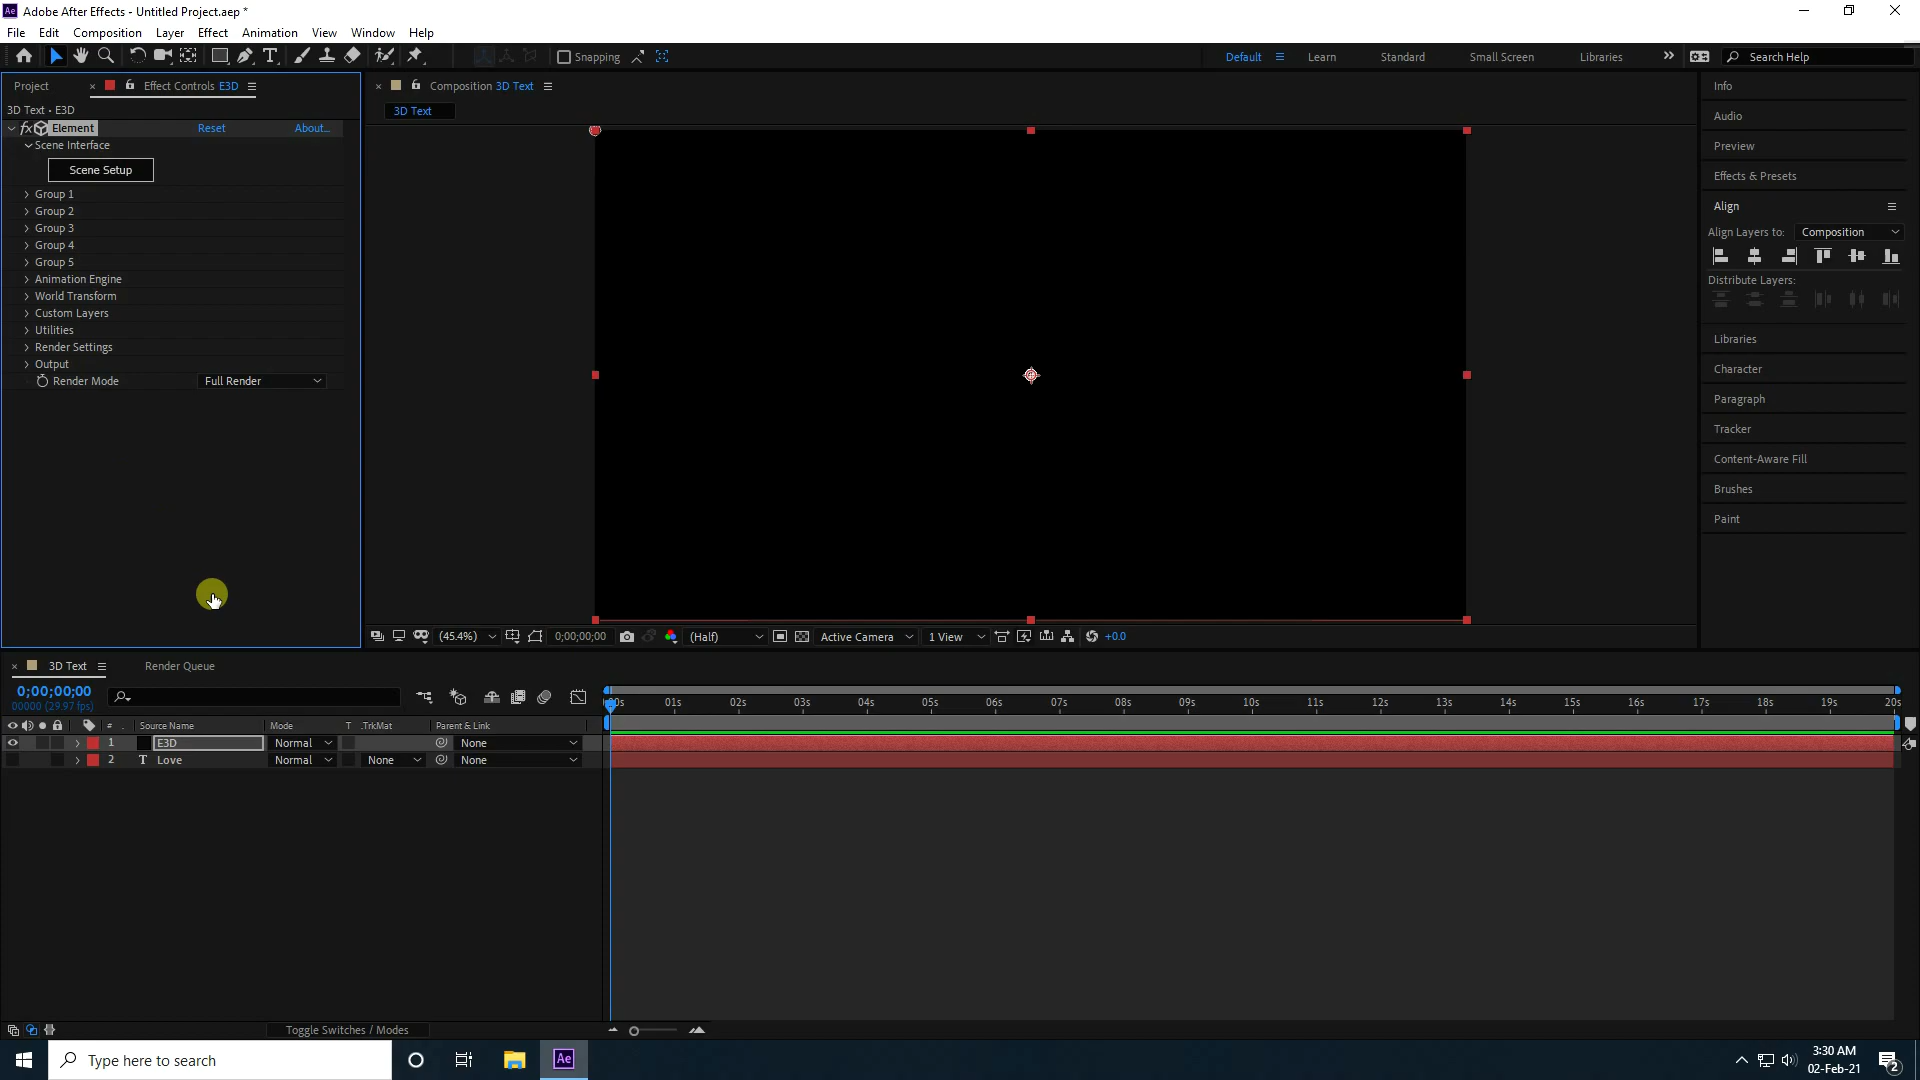 Adobe After Effects - Untitled Project.aep *
File Edit Composition Layer Effect Animation View Window Help
Snapping
Default Learn Standard Small Screen Libraries Search Help
Project Effect Controls E3D
3D Text • E3D
Element Reset About...
Scene Interface
Scene Setup
Group 1
Group 2
Group 3
Group 4
Group 5
Animation Engine
World Transform
Custom Layers
Utilities
Render Settings
Output
Render Mode Full Render
Composition 3D Text
3D Text
(45.4%) 0;00;00;00 (Half) Active Camera 1 View +0.0
Info
Audio
Preview
Effects & Presets
Align
Align Layers to: Composition
Distribute Layers:
Libraries
Character
Paragraph
Tracker
Content-Aware Fill
Brushes
Paint
3D Text Render Queue
0;00;00;00
00000 (29.97 fps)
01s 02s 03s 04s 05s 06s 07s 08s 09s 10s 11s 12s 13s 14s 15s 16s 17s 18s 19s 20s
# Source Name Mode T .TrkMat Parent & Link
1 E3D Normal None
2 T Love Normal None None
Toggle Switches / Modes
Type here to search
Ae
3:30 AM
02-Feb-21
2